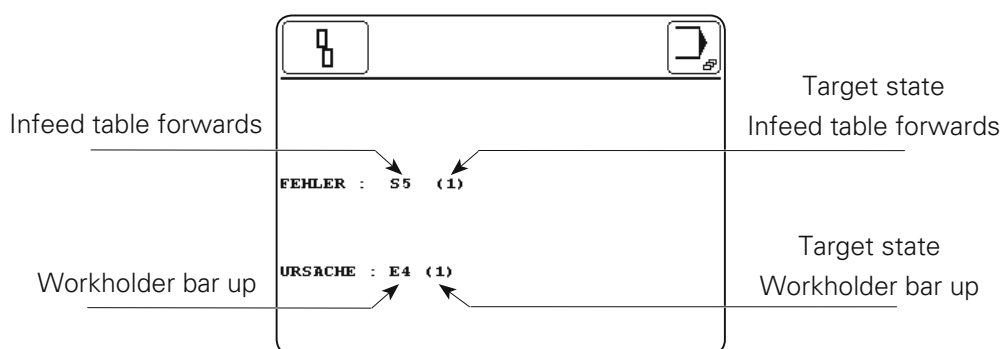 Target state
Infeed table forwards
Infeed table forwards
FEHLER : S5 (1)
Target state
Workholder bar up
URSACHE : E4 (1)
Workholder bar up